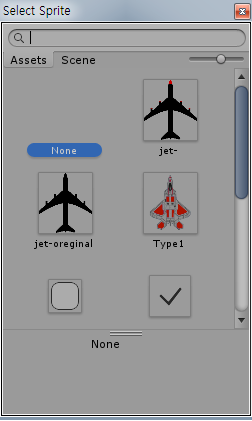 Select Sprite
Assets Scene
None
jet-
jet-oreginal
Type1
None